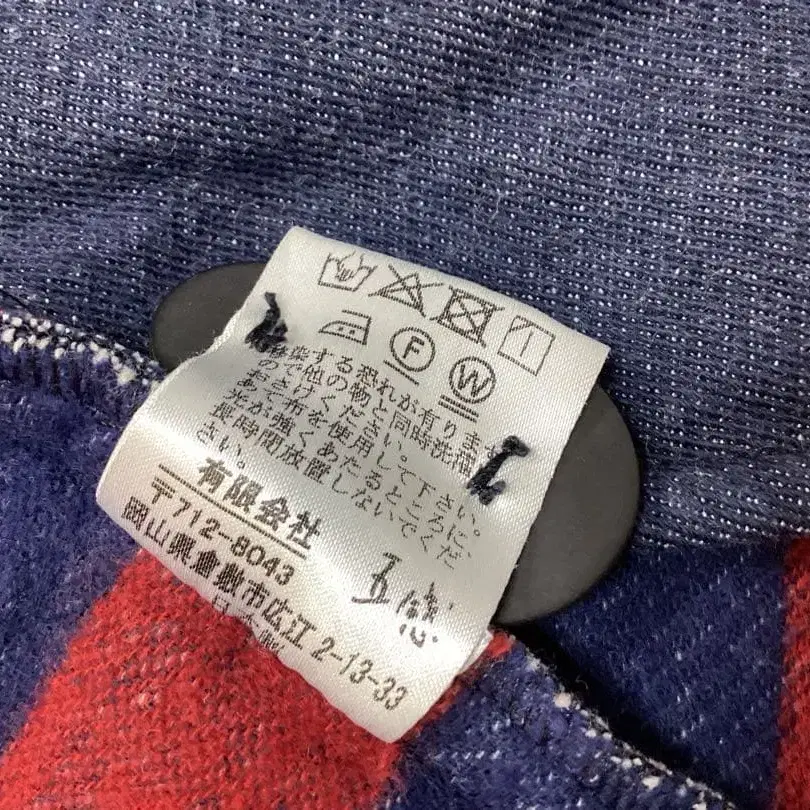 F
W
染する恐れが有りま
ので他の物と同時洗濯
おさけください。
あて布を使用して下さい。
光が強くあたるところに、
長時間放置しないでくだ
さい。
有限会社 五感
〒712-8043
岡山県倉敷市広江2-13-33
日本製